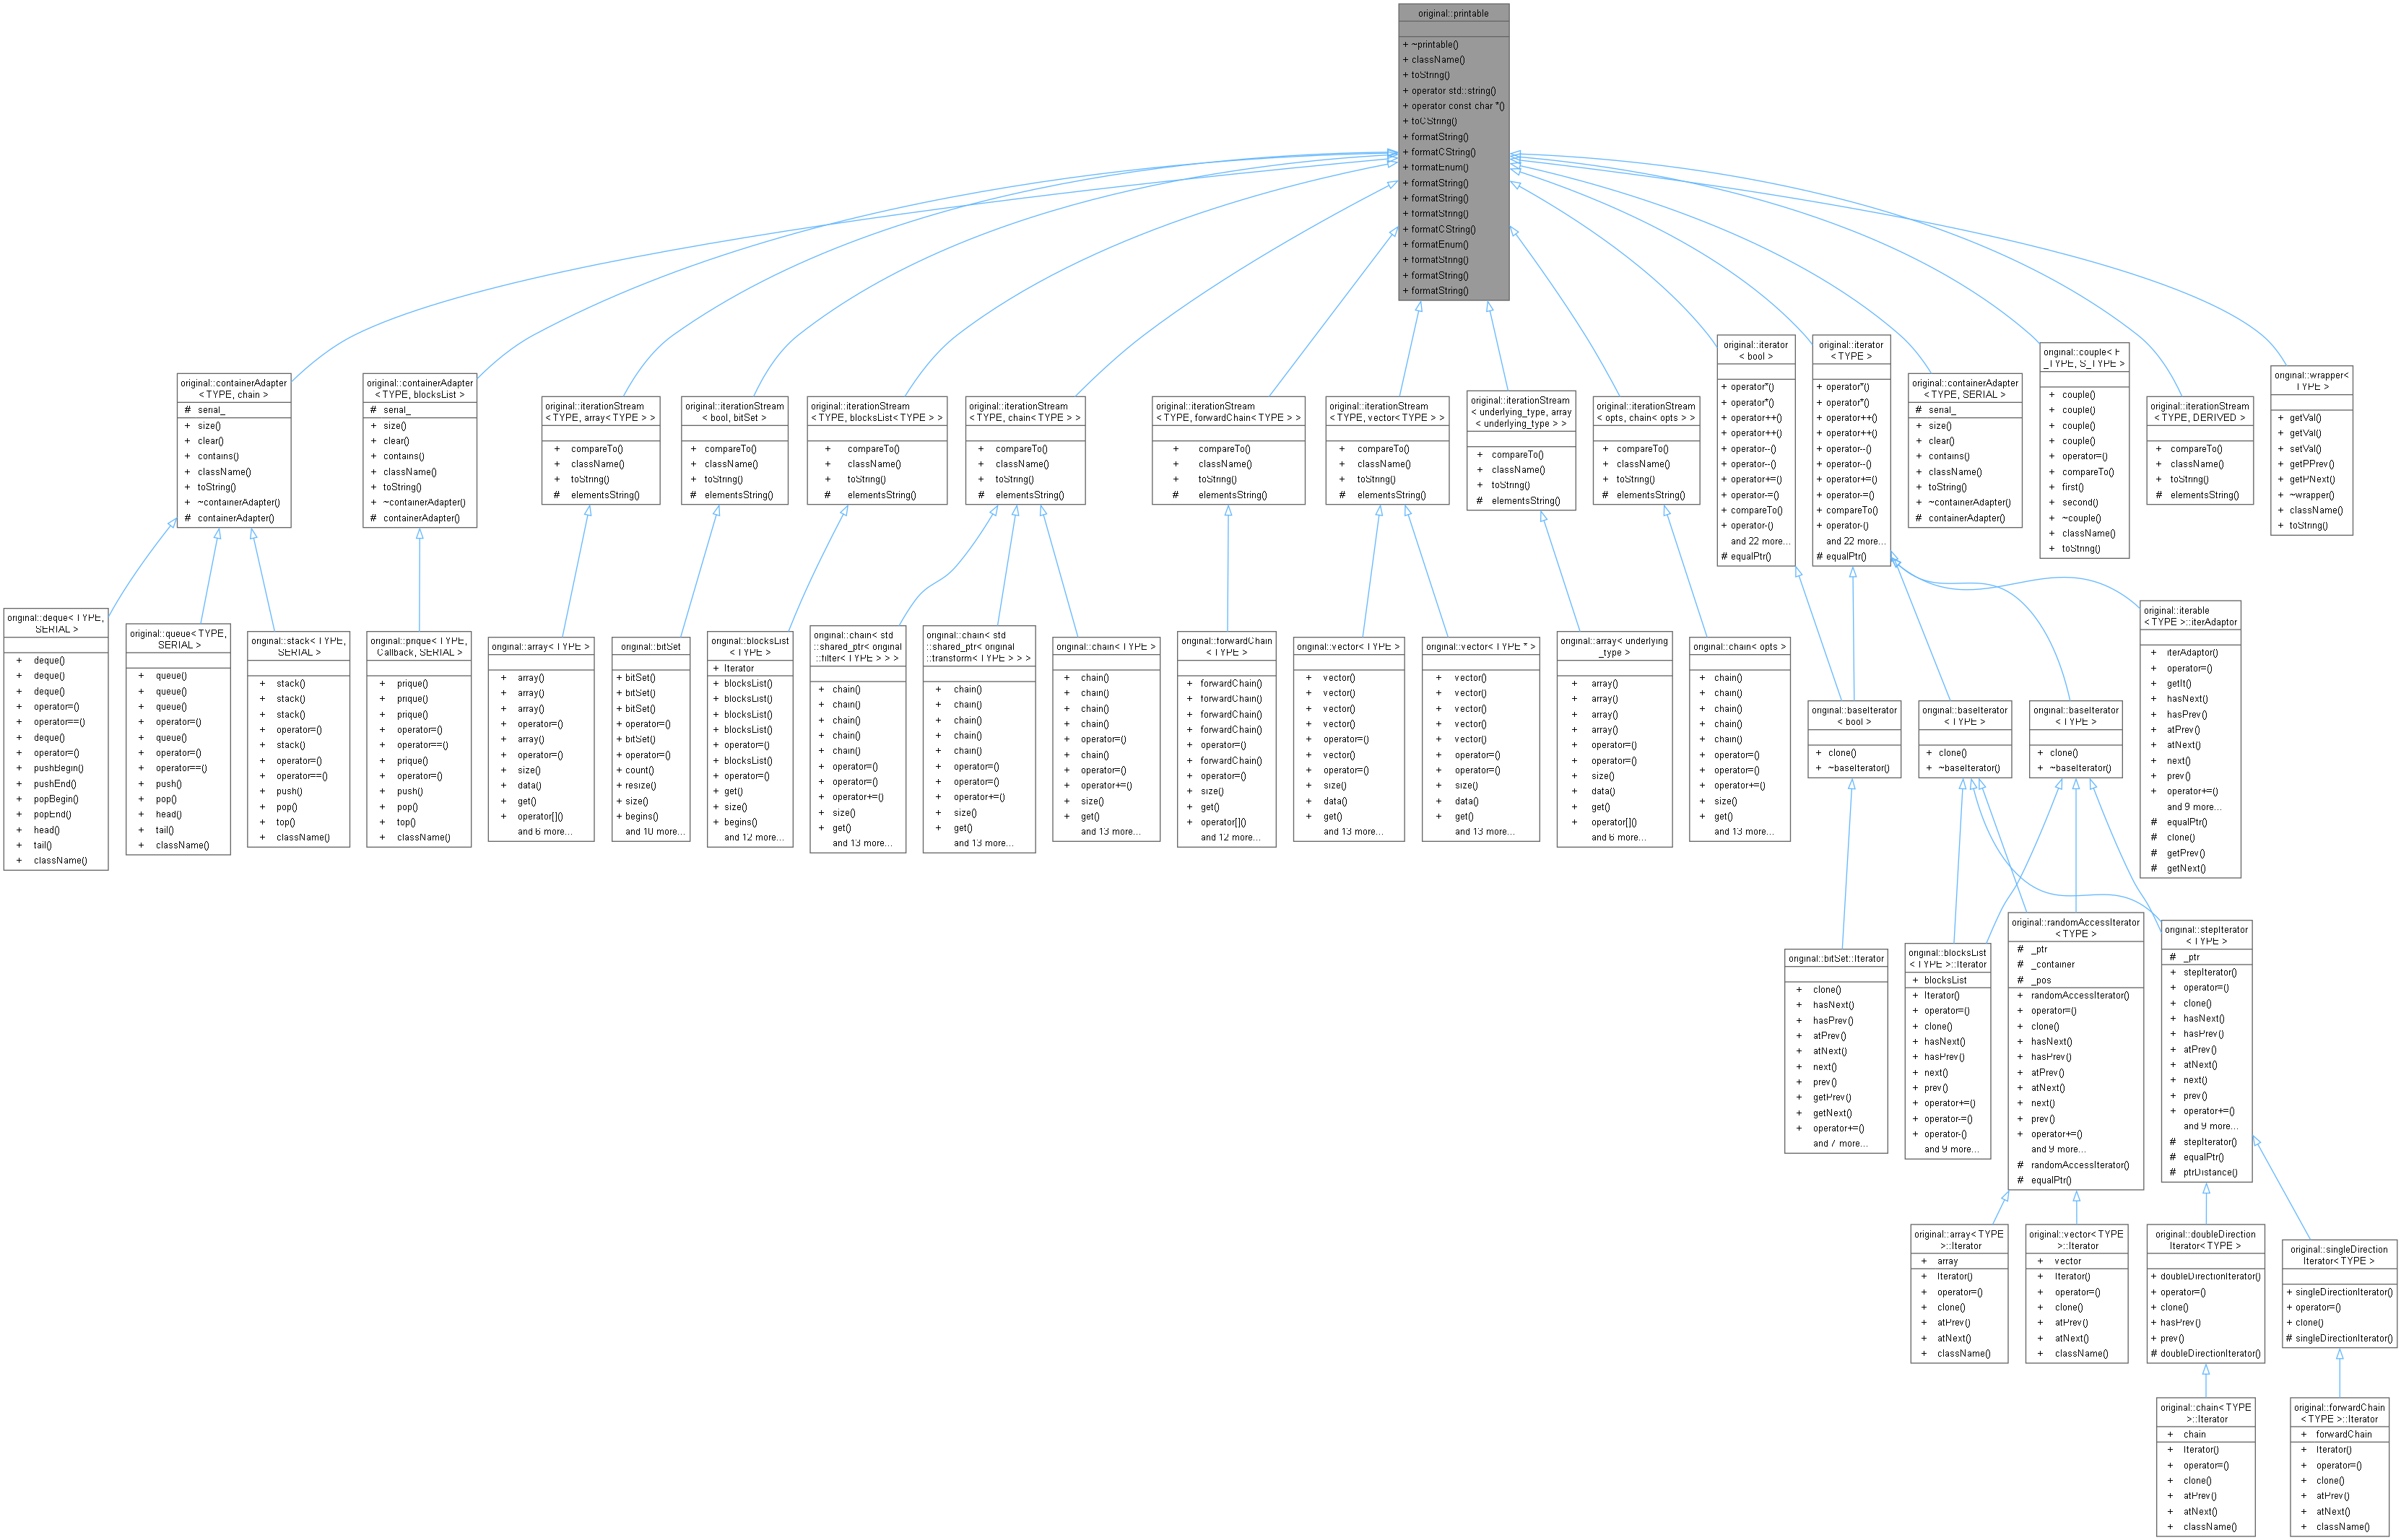 original::printable
+ ~printable()
+ className()
+ toString()
+ operator std::string()
+ operator const char *()
+ toCString()
+ formatString()
+ formatCString()
+ formatEnum()
+ formatString()
+ formatString()
+ formatString()
+ formatCString()
+ formatEnum()
+ formatString()
+ formatString()
+ formatString()
original::containerAdapter
< TYPE, chain >
# serial_
+ size()
+ clear()
+ contains()
+ className()
+ toString()
+ ~containerAdapter()
# containerAdapter()
original::containerAdapter
< TYPE, blocksList >
# serial_
+ size()
+ clear()
+ contains()
+ className()
+ toString()
+ ~containerAdapter()
# containerAdapter()
original::iterationStream
< TYPE, array< TYPE > >
+ compareTo()
+ className()
+ toString()
# elementsString()
original::iterationStream
< bool, bitSet >
+ compareTo()
+ className()
+ toString()
# elementsString()
original::iterationStream
< TYPE, blocksList< TYPE > >
+ compareTo()
+ className()
+ toString()
# elementsString()
original::iterationStream
< TYPE, chain< TYPE > >
+ compareTo()
+ className()
+ toString()
# elementsString()
original::iterationStream
< TYPE, forwardChain< TYPE > >
+ compareTo()
+ className()
+ toString()
# elementsString()
original::iterationStream
< TYPE, vector< TYPE > >
+ compareTo()
+ className()
+ toString()
# elementsString()
original::iterationStream
< underlying_type, array
< underlying_type > >
+ compareTo()
+ className()
+ toString()
# elementsString()
original::iterationStream
< opts, chain< opts > >
+ compareTo()
+ className()
+ toString()
# elementsString()
original::iterator
< bool >
+ operator*()
+ operator*()
+ operator++()
+ operator++()
+ operator--()
+ operator--()
+ operator+=()
+ operator-=()
+ compareTo()
+ operator-()
and 22 more...
# equalPtr()
original::iterator
< TYPE >
+ operator*()
+ operator*()
+ operator++()
+ operator++()
+ operator--()
+ operator--()
+ operator+=()
+ operator-=()
+ compareTo()
+ operator-()
and 22 more...
# equalPtr()
original::containerAdapter
< TYPE, SERIAL >
# serial_
+ size()
+ clear()
+ contains()
+ className()
+ toString()
+ ~containerAdapter()
# containerAdapter()
original::couple< F
_TYPE, S_TYPE >
+ couple()
+ couple()
+ couple()
+ couple()
+ operator=()
+ compareTo()
+ first()
+ second()
+ ~couple()
+ className()
+ toString()
original::iterationStream
< TYPE, DERIVED >
+ compareTo()
+ className()
+ toString()
# elementsString()
original::wrapper<
TYPE >
+ getVal()
+ getVal()
+ setVal()
+ getPPrev()
+ getPNext()
+ ~wrapper()
+ className()
+ toString()
original::deque< TYPE,
SERIAL >
+ deque()
+ deque()
+ deque()
+ operator=()
+ operator==()
+ deque()
+ operator=()
+ pushBegin()
+ pushEnd()
+ popBegin()
+ popEnd()
+ head()
+ tail()
+ className()
original::queue< TYPE,
SERIAL >
+ queue()
+ queue()
+ queue()
+ operator=()
+ queue()
+ operator=()
+ operator==()
+ push()
+ pop()
+ head()
+ tail()
+ className()
original::stack< TYPE,
SERIAL >
+ stack()
+ stack()
+ stack()
+ operator=()
+ stack()
+ operator=()
+ operator==()
+ push()
+ pop()
+ top()
+ className()
original::prique< TYPE,
Callback, SERIAL >
+ prique()
+ prique()
+ prique()
+ operator=()
+ operator==()
+ prique()
+ operator=()
+ push()
+ pop()
+ top()
+ className()
original::array< TYPE >
+ array()
+ array()
+ array()
+ operator=()
+ array()
+ operator=()
+ size()
+ data()
+ get()
+ operator[]()
and 6 more...
original::bitSet
+ bitSet()
+ bitSet()
+ bitSet()
+ operator=()
+ bitSet()
+ operator=()
+ count()
+ resize()
+ size()
+ begins()
and 10 more...
original::blocksList
< TYPE >
+ Iterator
+ blocksList()
+ blocksList()
+ blocksList()
+ blocksList()
+ operator=()
+ blocksList()
+ operator=()
+ get()
+ size()
+ begins()
and 12 more...
original::chain< std
::shared_ptr< original
::filter< TYPE > > >
+ chain()
+ chain()
+ chain()
+ chain()
+ chain()
+ operator=()
+ operator=()
+ operator+=()
+ size()
+ get()
and 13 more...
original::chain< std
::shared_ptr< original
::transform< TYPE > > >
+ chain()
+ chain()
+ chain()
+ chain()
+ chain()
+ operator=()
+ operator=()
+ operator+=()
+ size()
+ get()
and 13 more...
original::chain< TYPE >
+ chain()
+ chain()
+ chain()
+ chain()
+ operator=()
+ chain()
+ operator=()
+ operator+=()
+ size()
+ get()
and 13 more...
original::forwardChain
< TYPE >
+ forwardChain()
+ forwardChain()
+ forwardChain()
+ forwardChain()
+ operator=()
+ forwardChain()
+ operator=()
+ size()
+ get()
+ operator[]()
and 12 more...
original::vector< TYPE >
+ vector()
+ vector()
+ vector()
+ vector()
+ operator=()
+ vector()
+ operator=()
+ size()
+ data()
+ get()
and 13 more...
original::vector< TYPE * >
+ vector()
+ vector()
+ vector()
+ vector()
+ vector()
+ operator=()
+ operator=()
+ size()
+ data()
+ get()
and 13 more...
original::array< underlying
_type >
+ array()
+ array()
+ array()
+ array()
+ operator=()
+ operator=()
+ size()
+ data()
+ get()
+ operator[]()
and 6 more...
original::chain< opts >
+ chain()
+ chain()
+ chain()
+ chain()
+ chain()
+ operator=()
+ operator=()
+ operator+=()
+ size()
+ get()
and 13 more...
original::baseIterator
< bool >
+ clone()
+ ~baseIterator()
original::baseIterator
< TYPE >
+ clone()
+ ~baseIterator()
original::baseIterator
< TYPE >
+ clone()
+ ~baseIterator()
original::iterable
< TYPE >::iterAdaptor
+ iterAdaptor()
+ operator=()
+ getIt()
+ hasNext()
+ hasPrev()
+ atPrev()
+ atNext()
+ next()
+ prev()
+ operator+=()
and 9 more...
# equalPtr()
# clone()
# getPrev()
# getNext()
original::bitSet::Iterator
+ clone()
+ hasNext()
+ hasPrev()
+ atPrev()
+ atNext()
+ next()
+ prev()
+ getPrev()
+ getNext()
+ operator+=()
and 7 more...
original::blocksList
< TYPE >::Iterator
+ blocksList
+ Iterator()
+ operator=()
+ clone()
+ hasNext()
+ hasPrev()
+ next()
+ prev()
+ operator+=()
+ operator-=()
+ operator-()
and 9 more...
original::randomAccessIterator
< TYPE >
# _ptr
# _container
# _pos
+ randomAccessIterator()
+ operator=()
+ clone()
+ hasNext()
+ hasPrev()
+ atPrev()
+ atNext()
+ next()
+ prev()
+ operator+=()
and 9 more...
# randomAccessIterator()
# equalPtr()
original::stepIterator
< TYPE >
# _ptr
+ stepIterator()
+ operator=()
+ clone()
+ hasNext()
+ hasPrev()
+ atPrev()
+ atNext()
+ next()
+ prev()
+ operator+=()
and 9 more...
# stepIterator()
# equalPtr()
# ptrDistance()
original::array< TYPE
>::Iterator
+ array
+ Iterator()
+ operator=()
+ clone()
+ atPrev()
+ atNext()
+ className()
original::vector< TYPE
>::Iterator
+ vector
+ Iterator()
+ operator=()
+ clone()
+ atPrev()
+ atNext()
+ className()
original::doubleDirection
Iterator< TYPE >
+ doubleDirectionIterator()
+ operator=()
+ clone()
+ hasPrev()
+ prev()
# doubleDirectionIterator()
original::singleDirection
Iterator< TYPE >
+ singleDirectionIterator()
+ operator=()
+ clone()
# singleDirectionIterator()
original::chain< TYPE
>::Iterator
+ chain
+ Iterator()
+ operator=()
+ clone()
+ atPrev()
+ atNext()
+ className()
original::forwardChain
< TYPE >::Iterator
+ forwardChain
+ Iterator()
+ operator=()
+ clone()
+ atPrev()
+ atNext()
+ className()